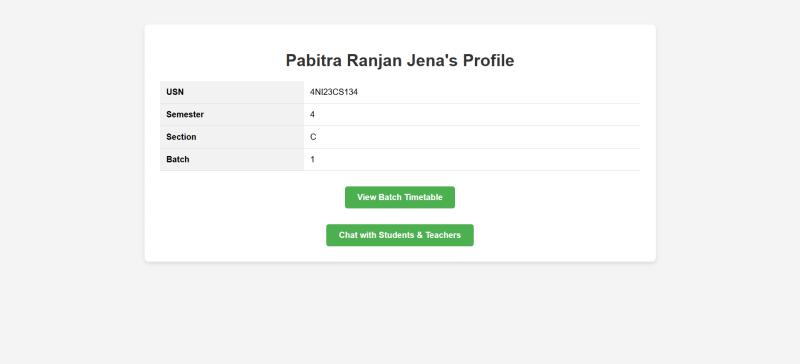 Pabitra Ranjan Jena's Profile
USN 4NI23CS134
Semester 4
Section C
Batch 1
View Batch Timetable
Chat with Students & Teachers